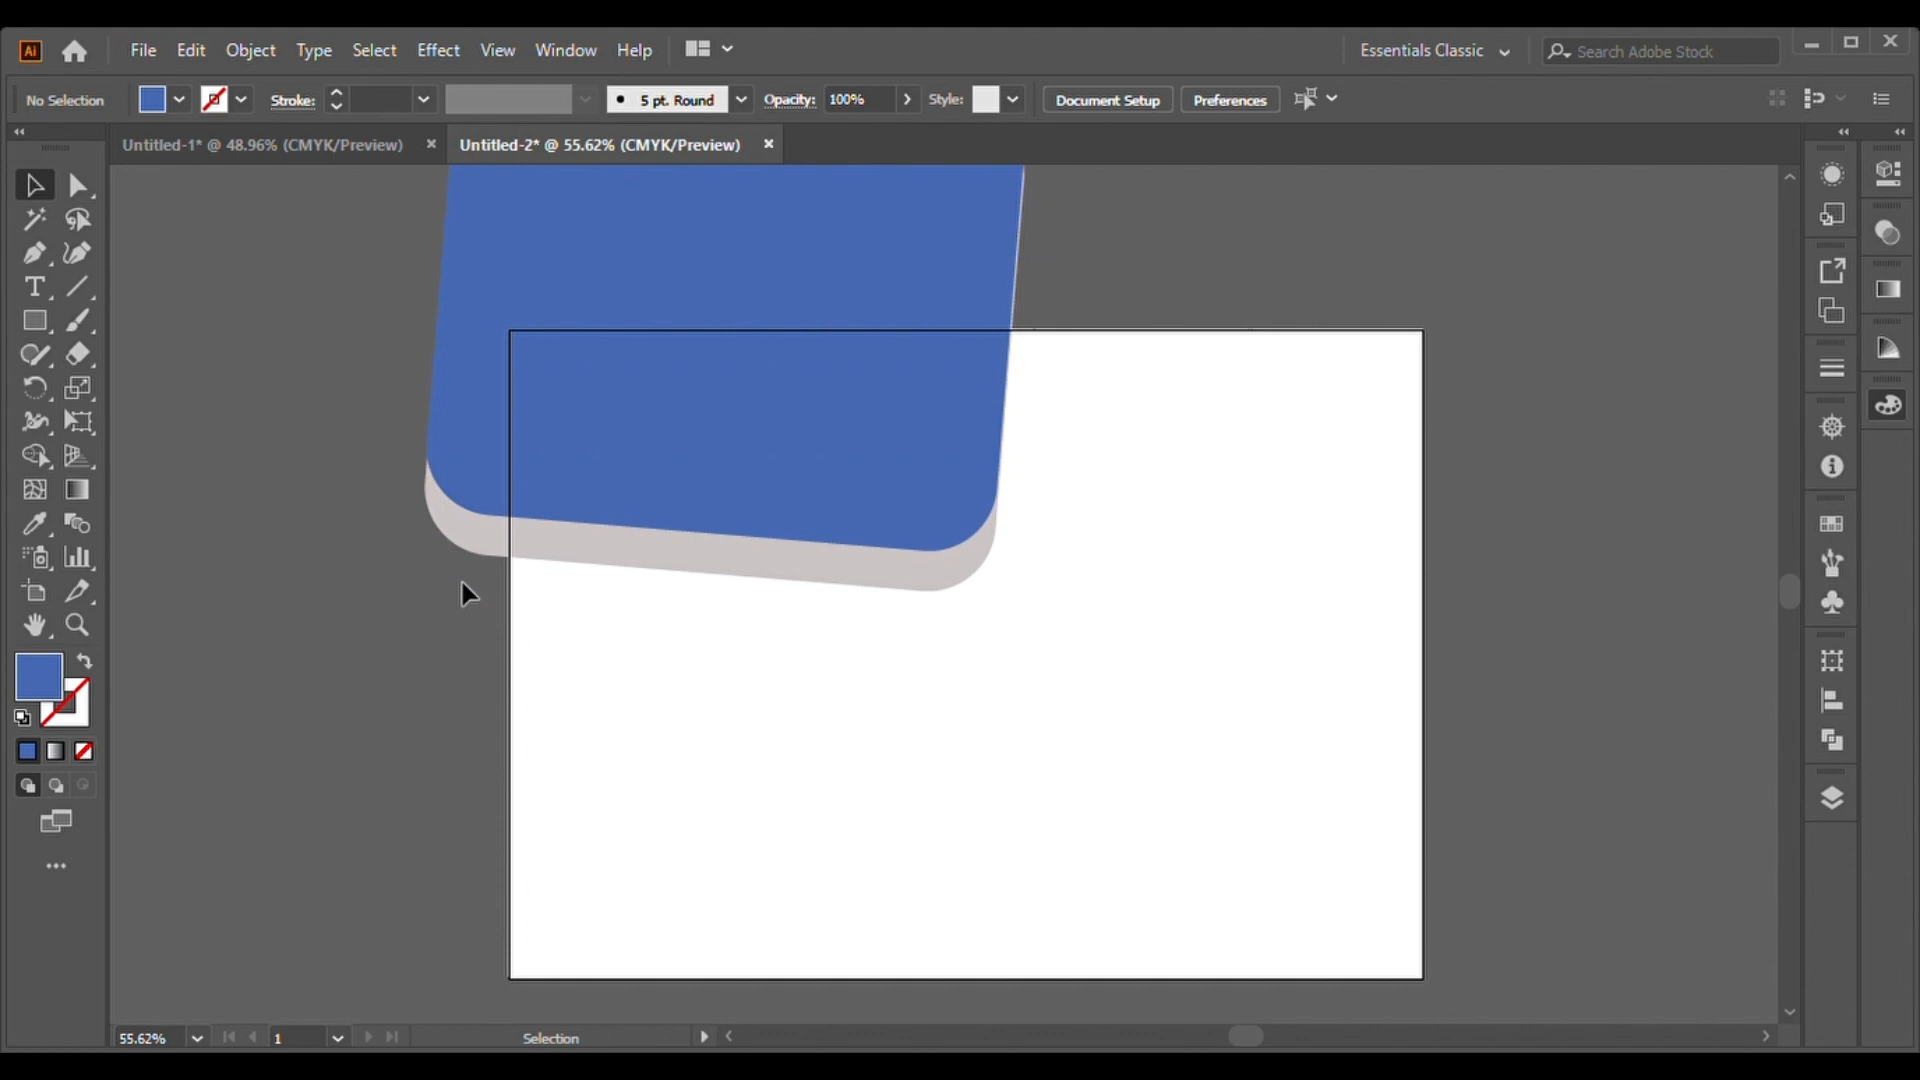 Ai File Edit Object Type Select Effect View Window Help Essentials Classic Search Adobe Stock
No Selection Stroke: 5 pt. Round Opacity: 100% Style: Document Setup Preferences
Untitled-1* @ 48.96% (CMYK/Preview) × Untitled-2* @ 55.62% (CMYK/Preview) ×
55.62% 1 Selection